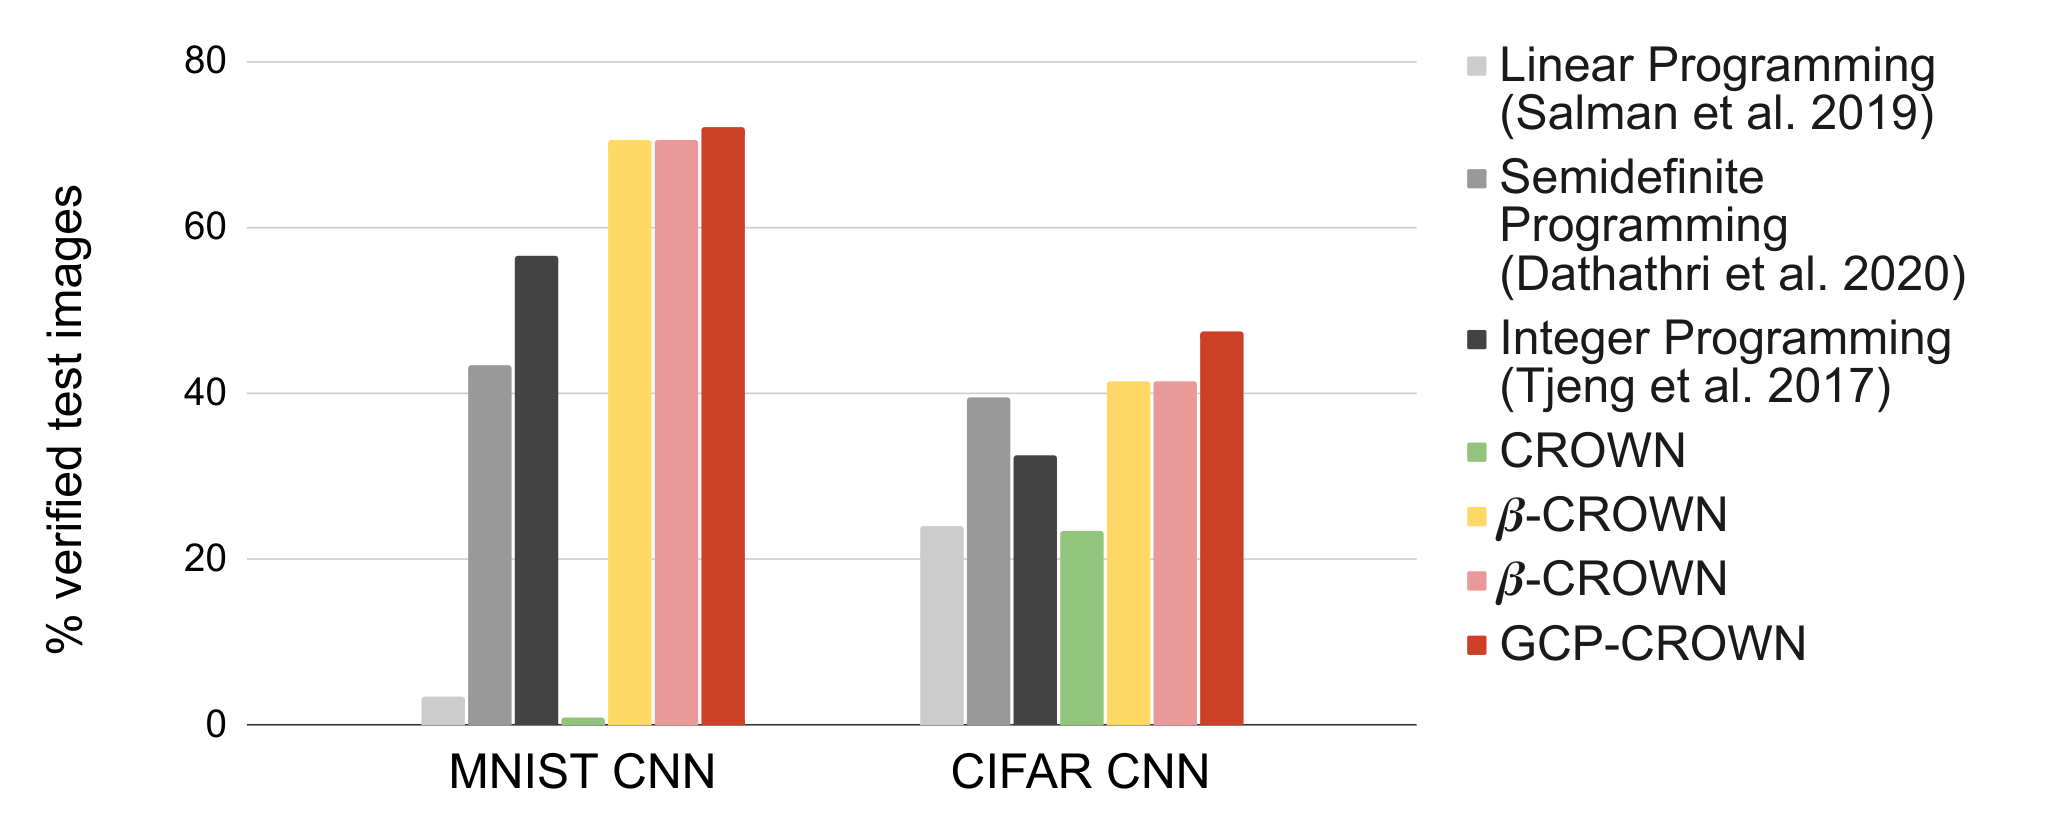 % verified test images
80
60
40
20
0
MNIST CNN
CIFAR CNN
Linear Programming
(Salman et al. 2019)
Semidefinite
Programming
(Dathathri et al. 2020)
Integer Programming
(Tjeng et al. 2017)
CROWN
β-CROWN
β-CROWN
GCP-CROWN